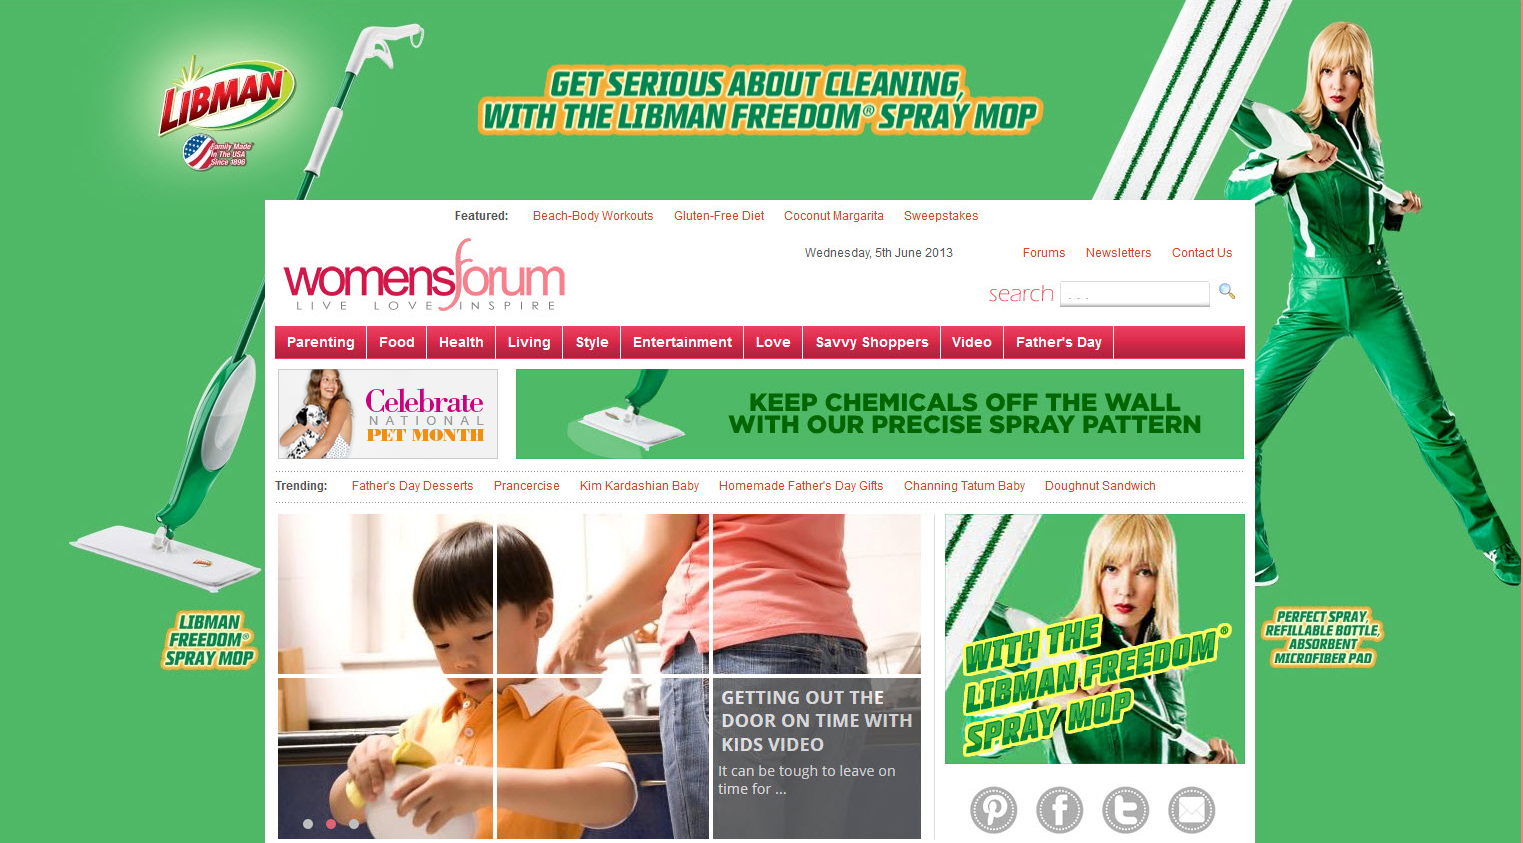 LIBMAN
Family Made
In The USA
Since 1896
GET SERIOUS ABOUT CLEANING,
WITH THE LIBMAN FREEDOM® SPRAY MOP
Featured: Beach-Body Workouts Gluten-Free Diet Coconut Margarita Sweepstakes
womensforum
LIVE LOVE INSPIRE
Wednesday, 5th June 2013
Forums Newsletters Contact Us
search . . .
Parenting Food Health Living Style Entertainment Love Savvy Shoppers Video Father's Day
Celebrate
NATIONAL
PET MONTH
KEEP CHEMICALS OFF THE WALL
WITH OUR PRECISE SPRAY PATTERN
Trending: Father's Day Desserts Prancercise Kim Kardashian Baby Homemade Father's Day Gifts Channing Tatum Baby Doughnut Sandwich
GETTING OUT THE
DOOR ON TIME WITH
KIDS VIDEO
It can be tough to leave on
time for ...
WITH THE
LIBMAN FREEDOM®
SPRAY MOP
LIBMAN
FREEDOM®
SPRAY MOP
PERFECT SPRAY,
REFILLABLE BOTTLE,
ABSORBENT
MICROFIBER PAD